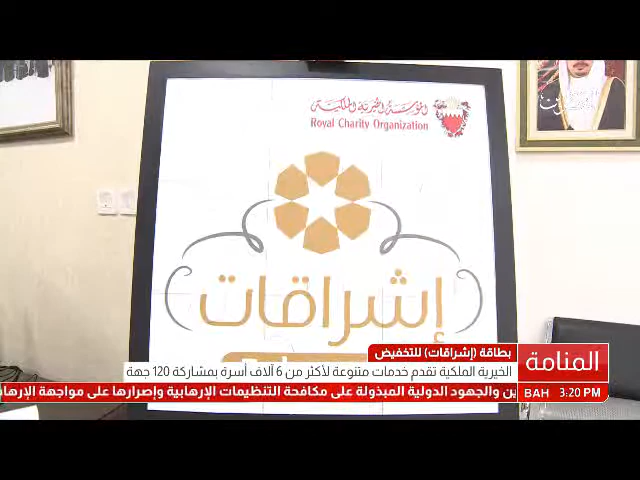 المؤسسة الخيرية الملكية
Royal Charity Organization
إشراقات
بطاقة (إشراقات) للتخفيض
المنامة
الخيرية الملكية تقدم خدمات متنوعة لأكثر من 6 آلاف أسرة بمشاركة 120 جهة
BAH 3:20 PM
ين والجهود الدولية المبذولة على مكافحة التنظيمات الإرهابية وإصرارها على مواجهة الإرهاب